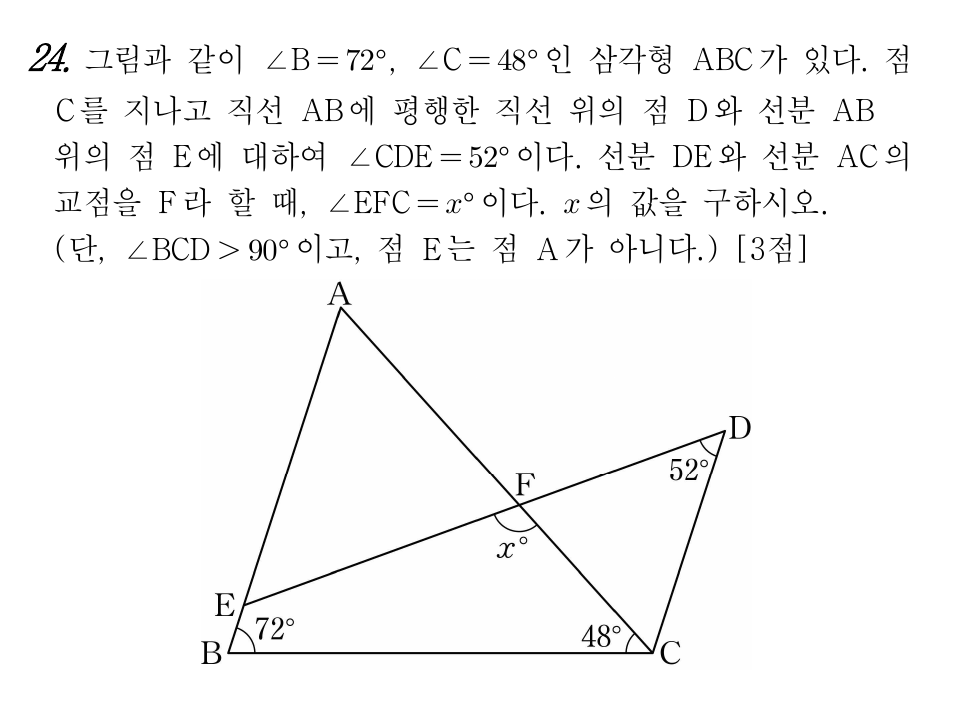 24. 그림과 같이 ∠B=72°, ∠C=48°인 삼각형 ABC가 있다. 점
C를 지나고 직선 AB에 평행한 직선 위의 점 D와 선분 AB
위의 점 E에 대하여 ∠CDE=52°이다. 선분 DE와 선분 AC의
교점을 F라 할 때, ∠EFC=x°이다. x의 값을 구하시오.
(단, ∠BCD>90°이고, 점 E는 점 A가 아니다.) [3점]
A
D
52°
F
x°
E
72°
48°
B
C